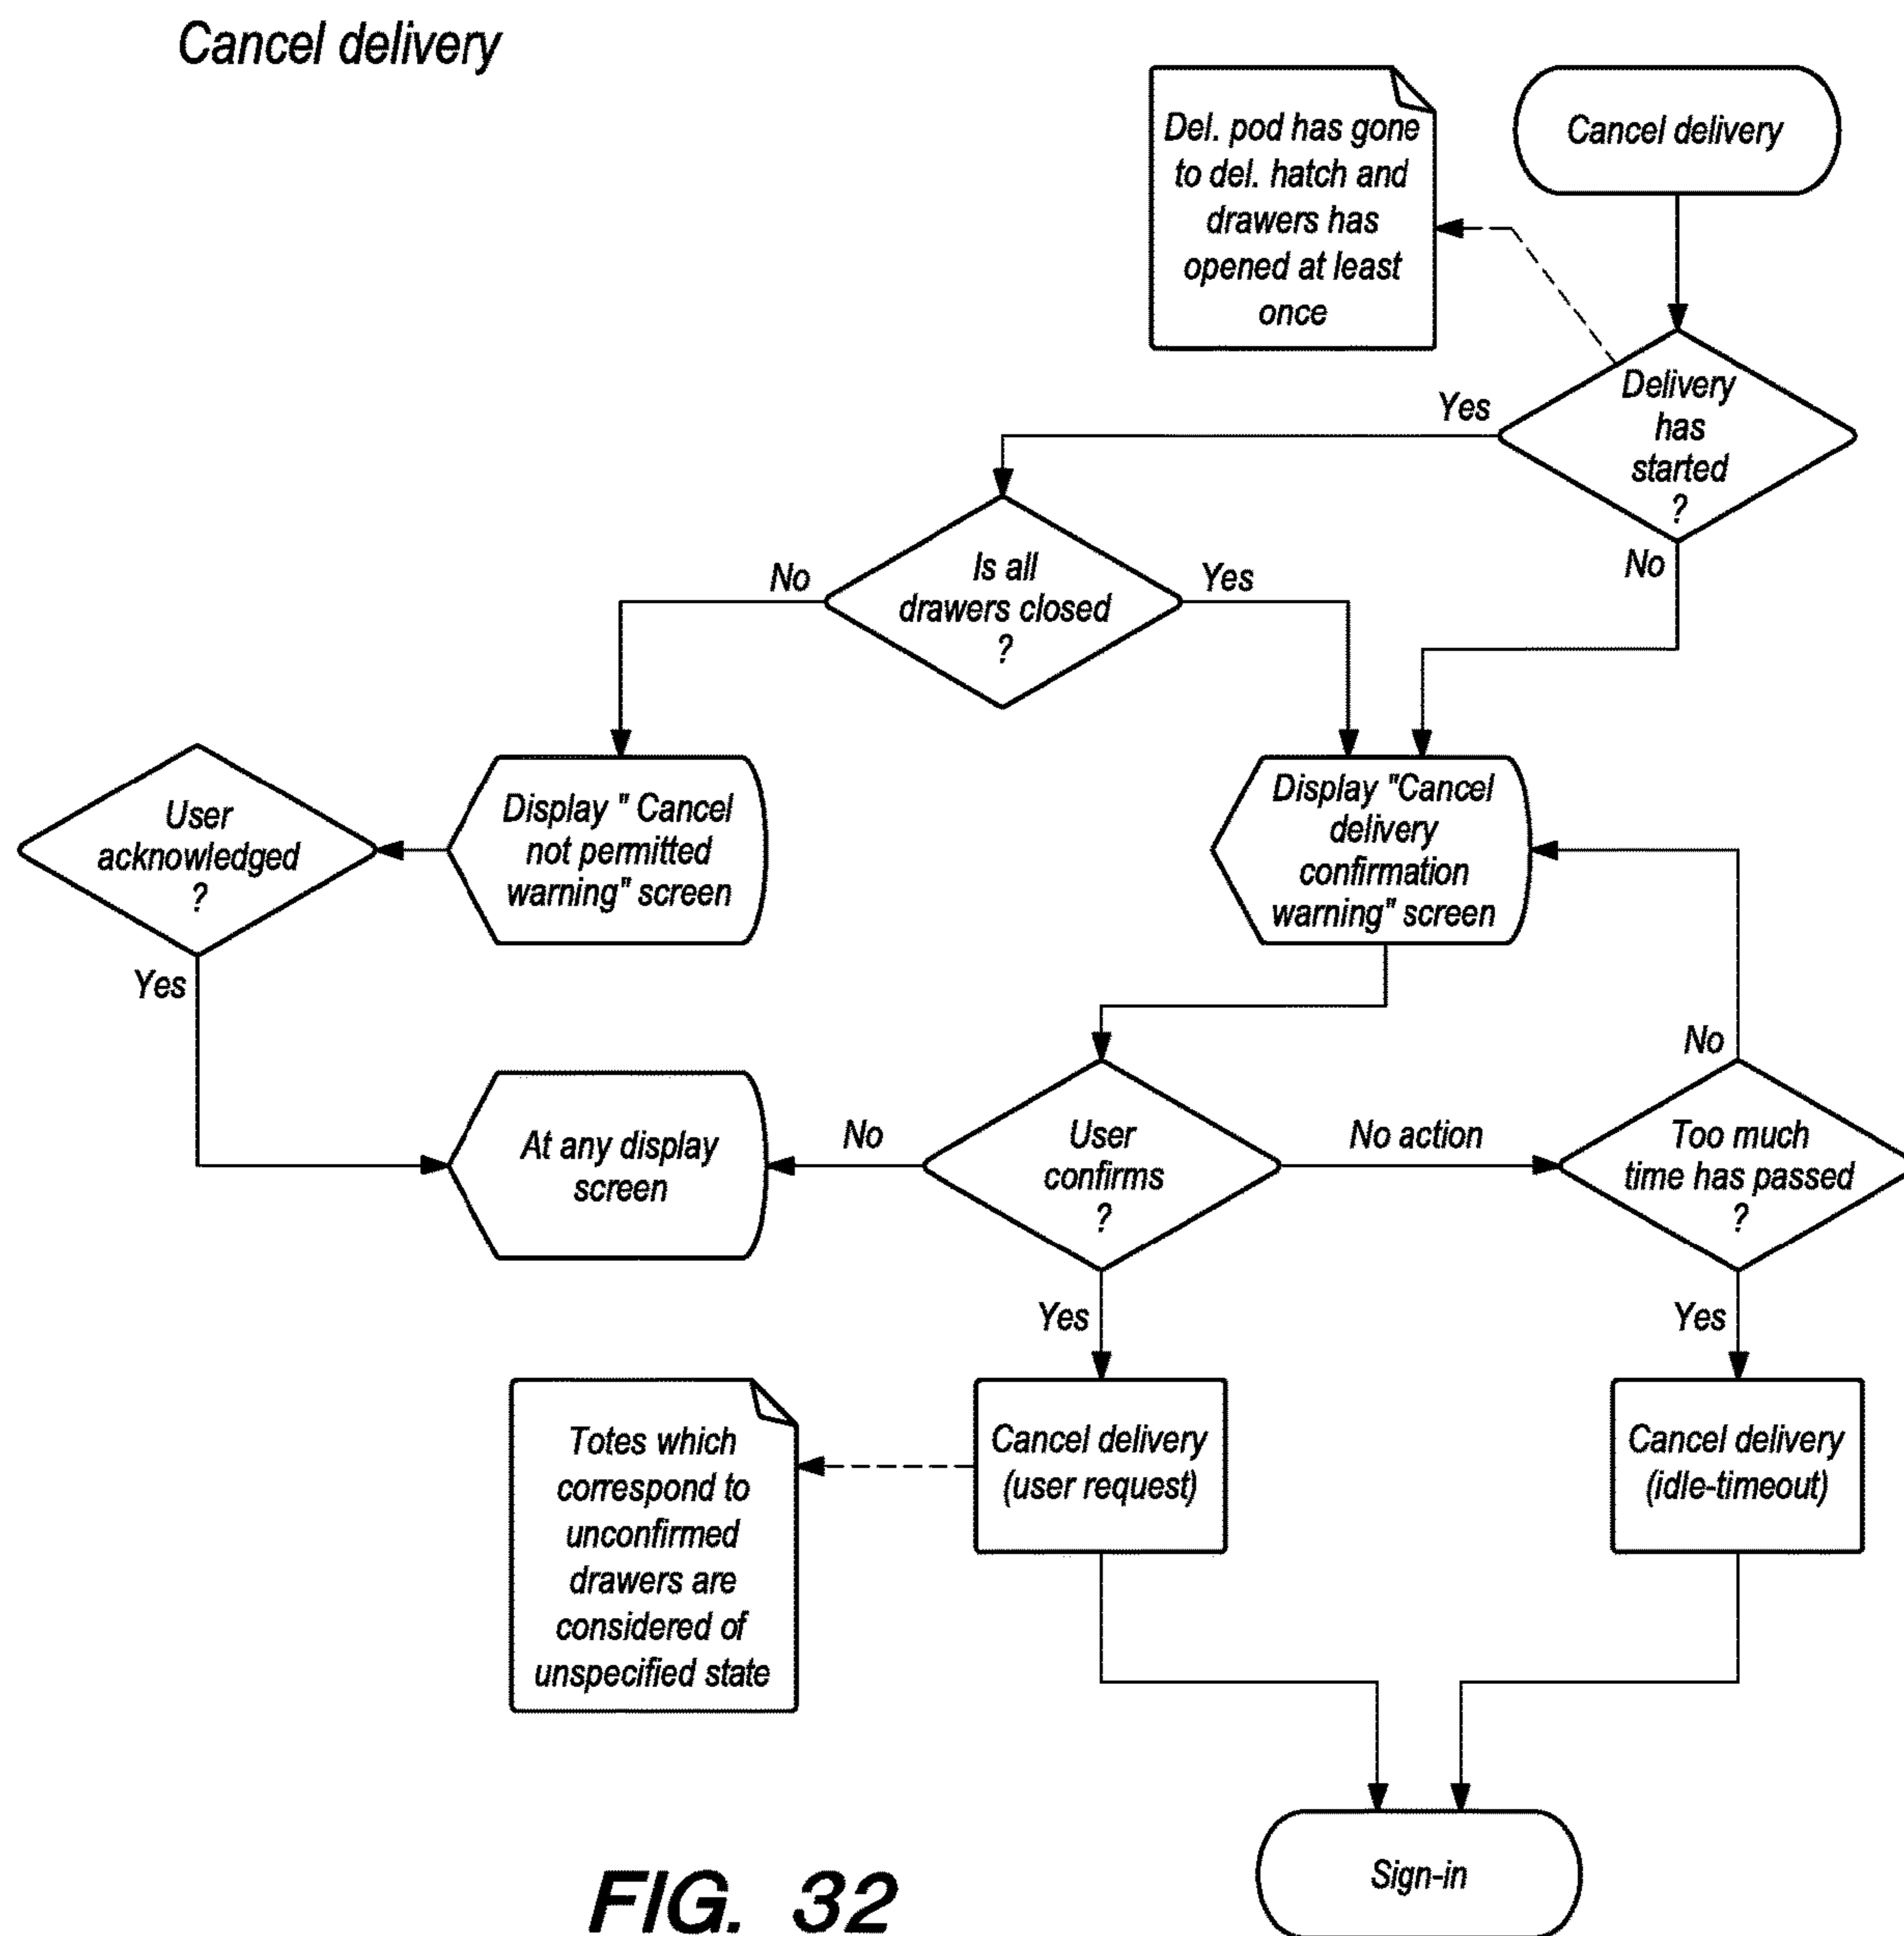 Cancel delivery
Del. pod has gone
to del. hatch and
drawers has
opened at least
once
Cancel delivery
Delivery
has
started
?
Yes
No
Is all
drawers closed
?
No
Yes
User
acknowledged
?
Display " Cancel
not permitted
warning" screen
Display "Cancel
delivery
confirmation
warning" screen
Yes
No
At any display
screen
No
User
confirms
?
No action
Too much
time has passed
?
Yes
Yes
Totes which
correspond to
unconfirmed
drawers are
considered of
unspecified state
Cancel delivery
(user request)
Cancel delivery
(idle-timeout)
Sign-in
FIG. 32